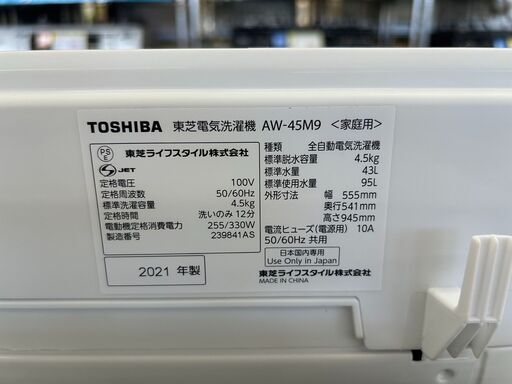 TOSHIBA 東芝電気洗濯機 AW-45M9 <家庭用>
PS E 東芝ライフスタイル株式会社
JET
定格電圧 100V
定格周波数 50/60Hz
標準洗濯容量 4.5kg
定格時間 洗いのみ 12分
電動機定格消費電力 255/330W
製造番号 239841AS
2021 年製
種類 全自動電気洗濯機
標準脱水容量 4.5kg
標準水量 43L
標準使用水量 95L
外形寸法 幅 555mm
奥行541mm
高さ945mm
電流ヒューズ(電源用) 10A
50/60Hz 共用
日本国内専用
Use Only in Japan
東芝ライフスタイル株式会社
MADE IN CHINA